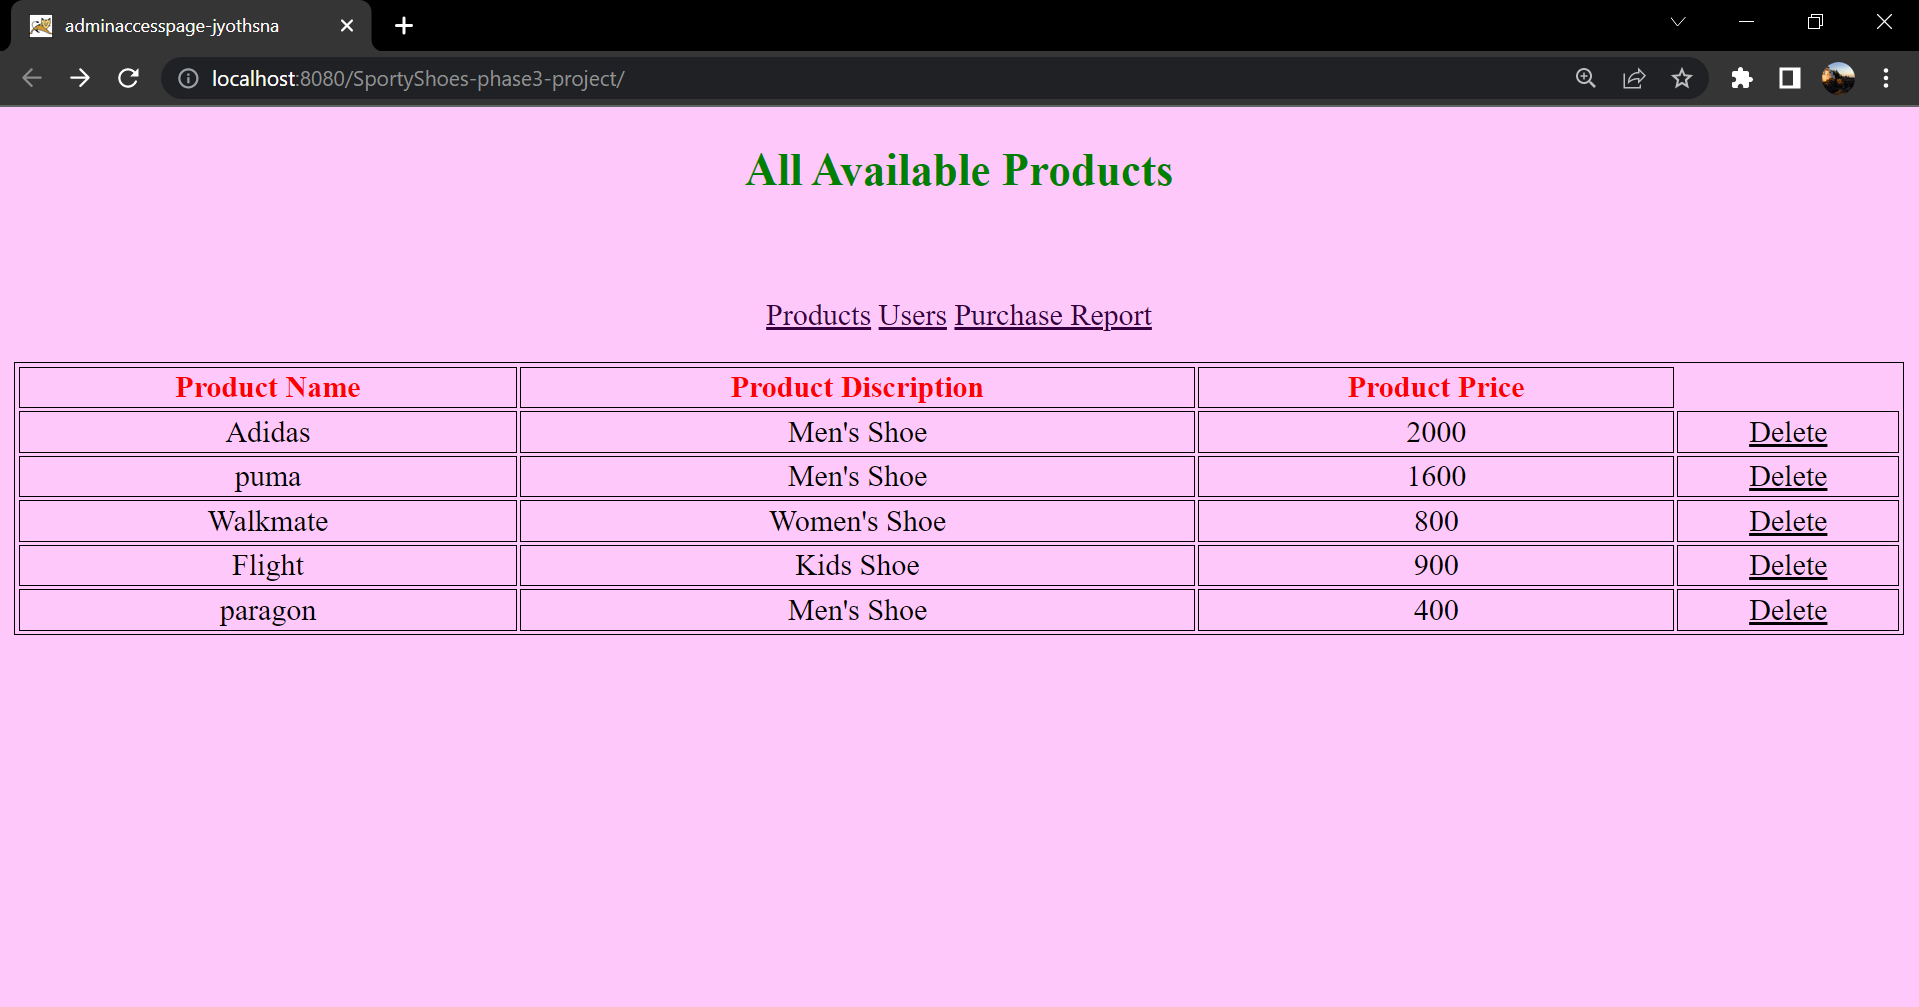 adminaccesspage-jyothsna
localhost:8080/SportyShoes-phase3-project/
All Available Products
Products Users Purchase Report
Product Name Product Discription Product Price
Adidas Men's Shoe 2000 Delete
puma Men's Shoe 1600 Delete
Walkmate Women's Shoe 800 Delete
Flight Kids Shoe 900 Delete
paragon Men's Shoe 400 Delete